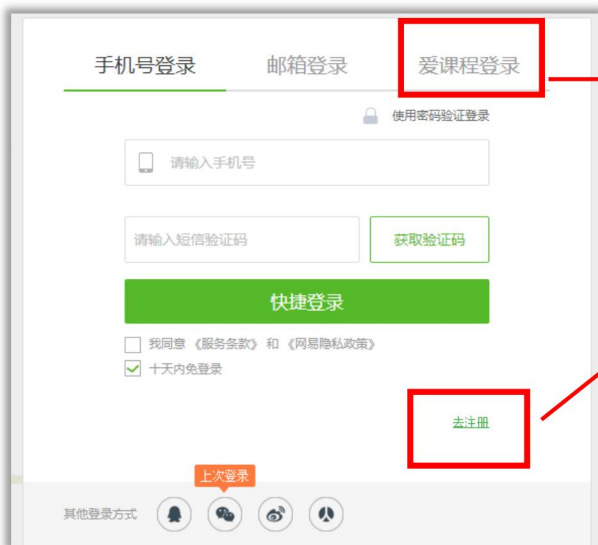 手机号登录 邮箱登录 爱课程登录
使用密码验证登录
请输入手机号
请输入短信验证码 获取验证码
快捷登录
我同意 《服务条款》 和 《网易隐私政策》
十天内免登录
去注册
上次登录
其他登录方式